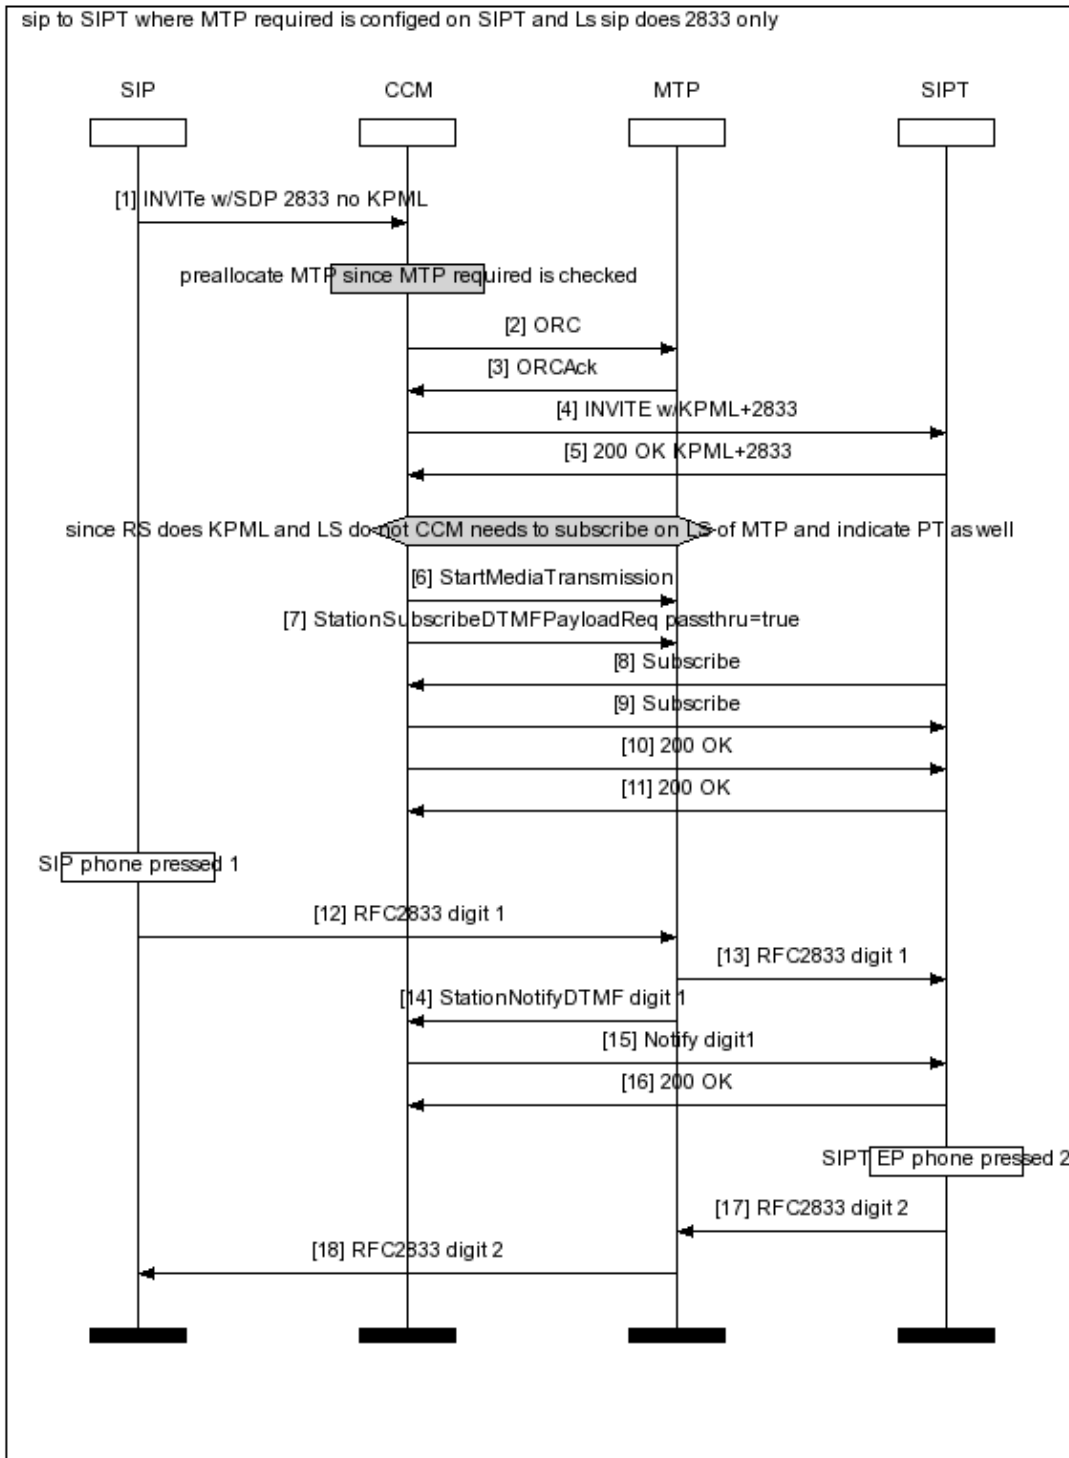 sip to SIPT where MTP required is configed on SIPT and Ls sip does 2833 only
SIP CCM MTP SIPT
[1] INVITe w/SDP 2833 no KPML
preallocate MTP since MTP required is checked
[2] ORC
[3] ORCAck
[4] INVITE w/KPML+2833
[5] 200 OK KPML+2833
since RS does KPML and LS do not CCM needs to subscribe on LS of MTP and indicate PT as well
[6] StartMediaTransmission
[7] StationSubscribeDTMFPayloadReq passthru=true
[8] Subscribe
[9] Subscribe
[10] 200 OK
[11] 200 OK
SIP phone pressed 1
[12] RFC2833 digit 1
[13] RFC2833 digit 1
[14] StationNotifyDTMF digit 1
[15] Notify digit1
[16] 200 OK
SIPT EP phone pressed 2
[17] RFC2833 digit 2
[18] RFC2833 digit 2